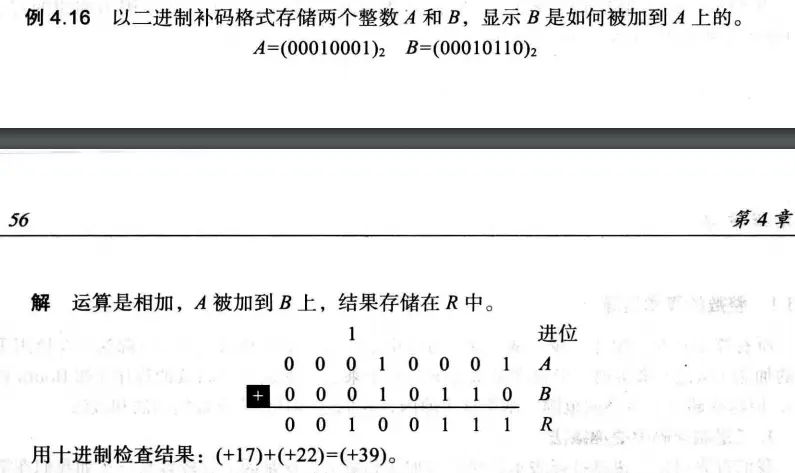 例 4.16 以二进制补码格式存储两个整数 A 和 B，显示 B 是如何被加到 A 上的。
A=(00010001)₂ B=(00010110)₂
56 第 4 章
解 运算是相加，A 被加到 B 上，结果存储在 R 中。
1 进位
0 0 0 1 0 0 0 1 A
+ 0 0 0 1 0 1 1 0 B
0 0 1 0 0 1 1 1 R
用十进制检查结果：(+17)+(+22)=(+39)。